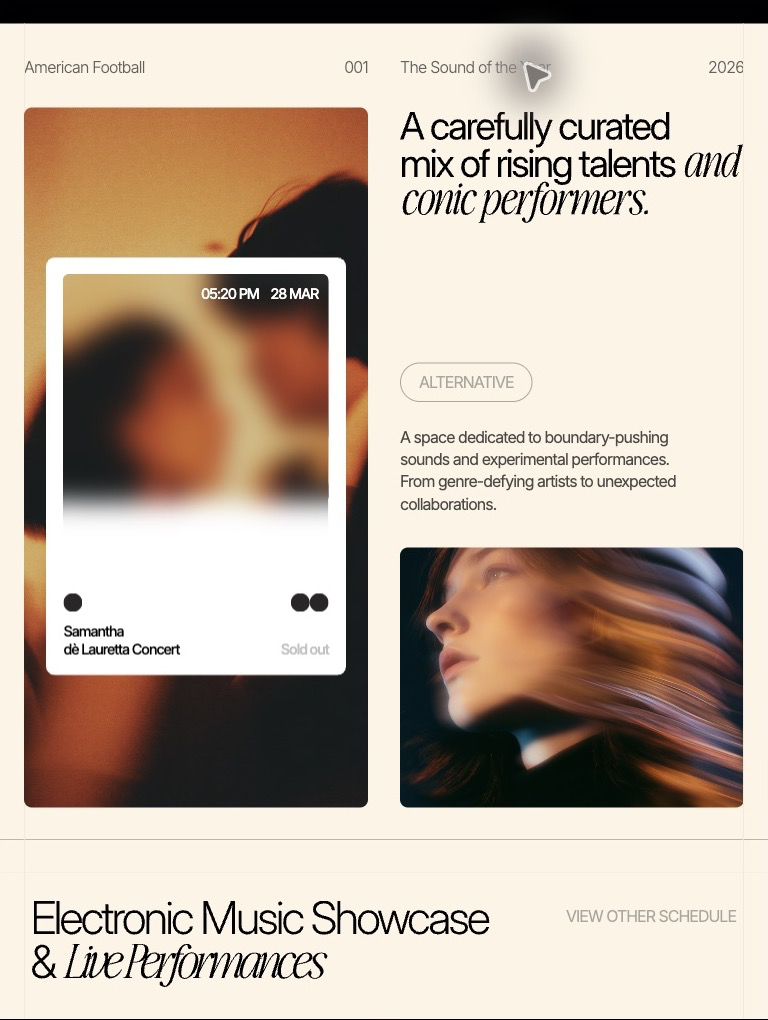 American Football
001
The Sound of the Year
2026
A carefully curated
mix of rising talents and
conic performers.
05:20 PM 28 MAR
ALTERNATIVE
A space dedicated to boundary-pushing
sounds and experimental performances.
From genre-defying artists to unexpected
collaborations.
Samantha
dè Lauretta Concert
Sold out
Electronic Music Showcase
& Live Performances
VIEW OTHER SCHEDULE